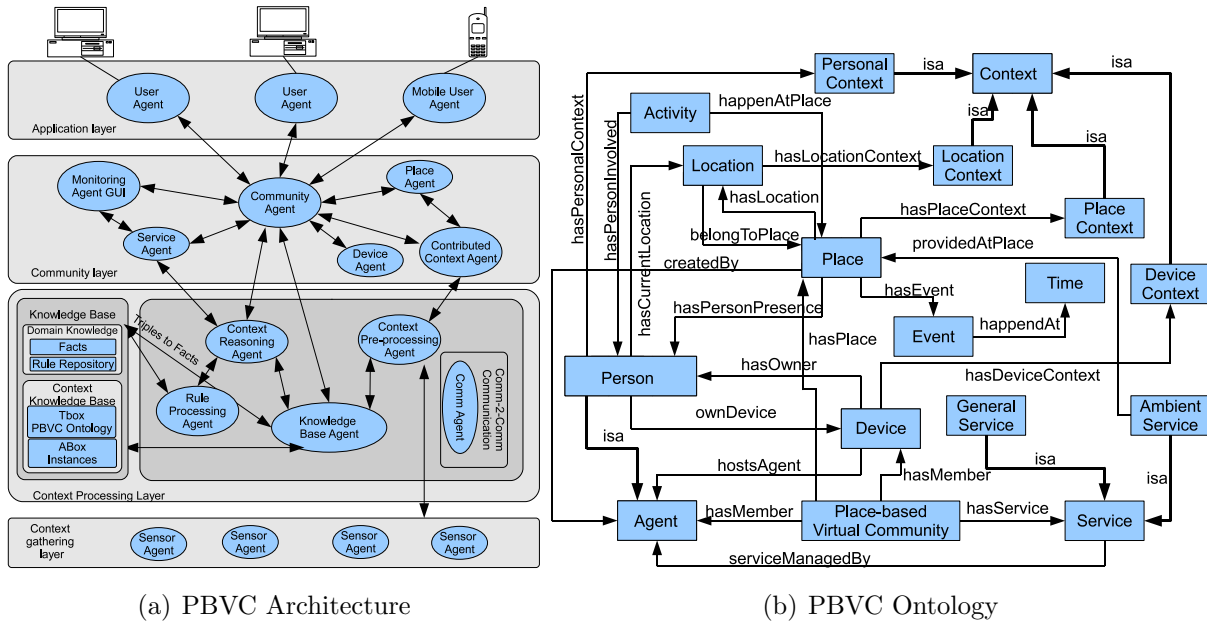 User
Agent
User
Agent
Mobile User
Agent
Application layer
Monitoring
Agent GUI
Place
Agent
Community
Agent
Service
Agent
Device
Agent
Contributed
Context Agent
Community layer
Knowledge Base
Domain Knowledge
Facts
Rule Repository
Context
Knowledge Base
Tbox
PBVC Ontology
ABox
Instances
Triples to Facts
Context
Reasoning
Agent
Context
Pre-processing
Agent
Rule
Processing
Agent
Knowledge
Base Agent
Comm Agent
Comm-2-Comm
Communication
Context Processing Layer
Context
gathering
layer
Sensor
Agent
Sensor
Agent
Sensor
Agent
Sensor
Agent
(a) PBVC Architecture
Personal
Context
isa
Context
isa
hasPersonalContext
hasPersonInvolved
Activity
happenAtPlace
isa
isa
Location
hasLocationContext
Location
Context
hasCurrentLocation
hasLocation
belongToPlace
hasPlaceContext
Place
Context
providedAtPlace
createdBy
Place
Time
Device
Context
hasEvent
hasPersonPresence
hasPlace
Event
happendAt
Person
hasOwner
hasDeviceContext
ownDevice
Device
General
Service
Ambient
Service
isa
hostsAgent
hasMember
isa
isa
Agent
hasMember
Place-based
Virtual Community
hasService
Service
serviceManagedBy
(b) PBVC Ontology